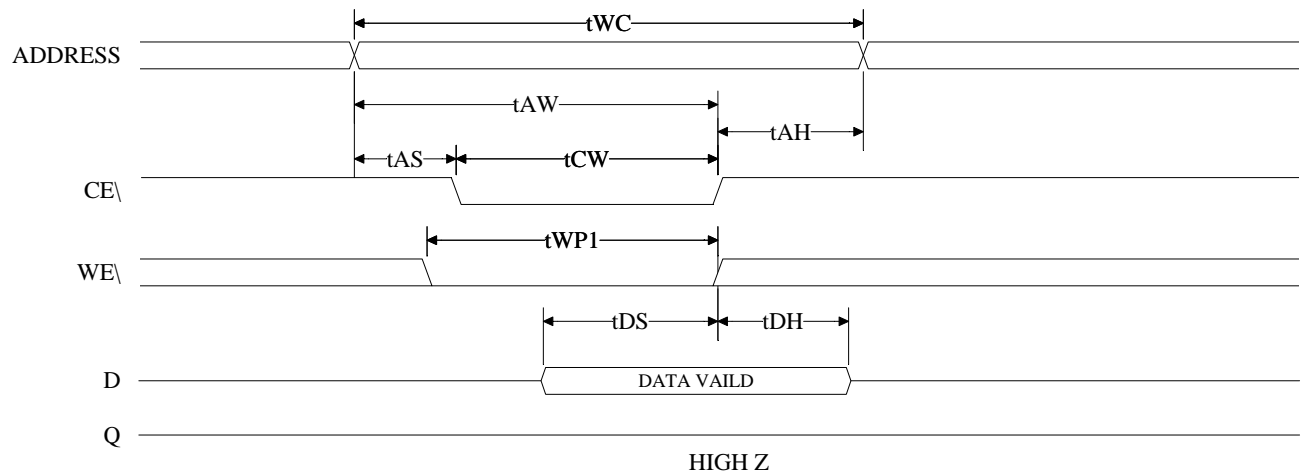 tWC
ADDRESS
tAW
tAH
tAS
tCW
CE\
tWP1
WE\
tDS
tDH
D
DATA VAILD
Q
HIGH Z